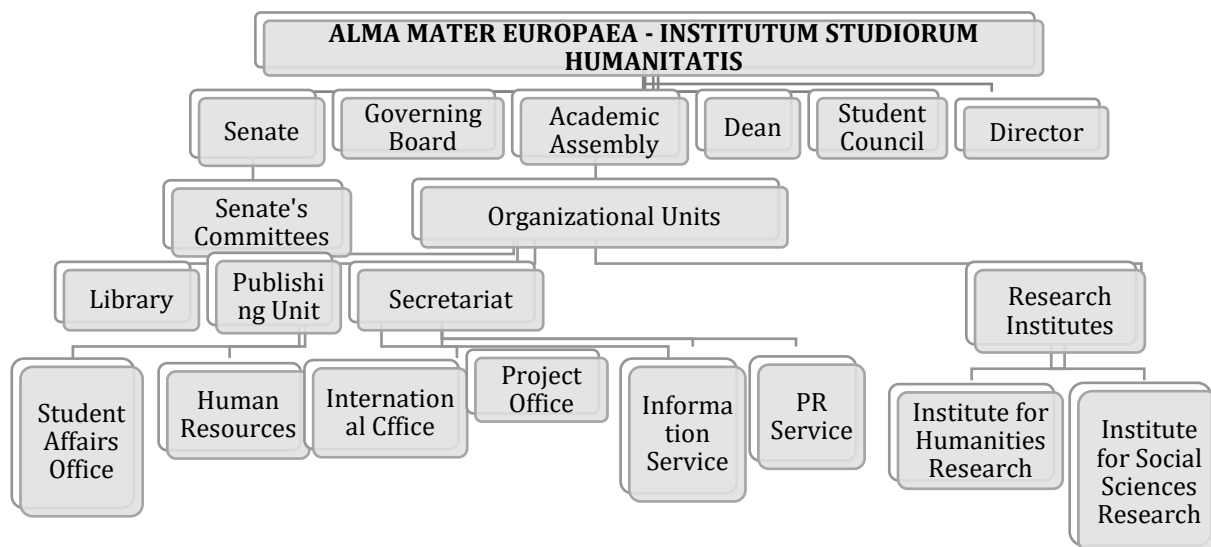 ALMA MATER EUROPAEA - INSTITUTUM STUDIORUM
HUMANITATIS
Senate
Governing
Board
Academic
Assembly
Dean
Student
Council
Director
Senate's
Committees
Organizational Units
Library
Publishi
ng Unit
Secretariat
Research
Institutes
Student
Affairs
Office
Human
Resources
Internation
al Cffice
Project
Office
Informa
tion
Service
PR
Service
Institute for
Humanities
Research
Institute
for Social
Sciences
Research